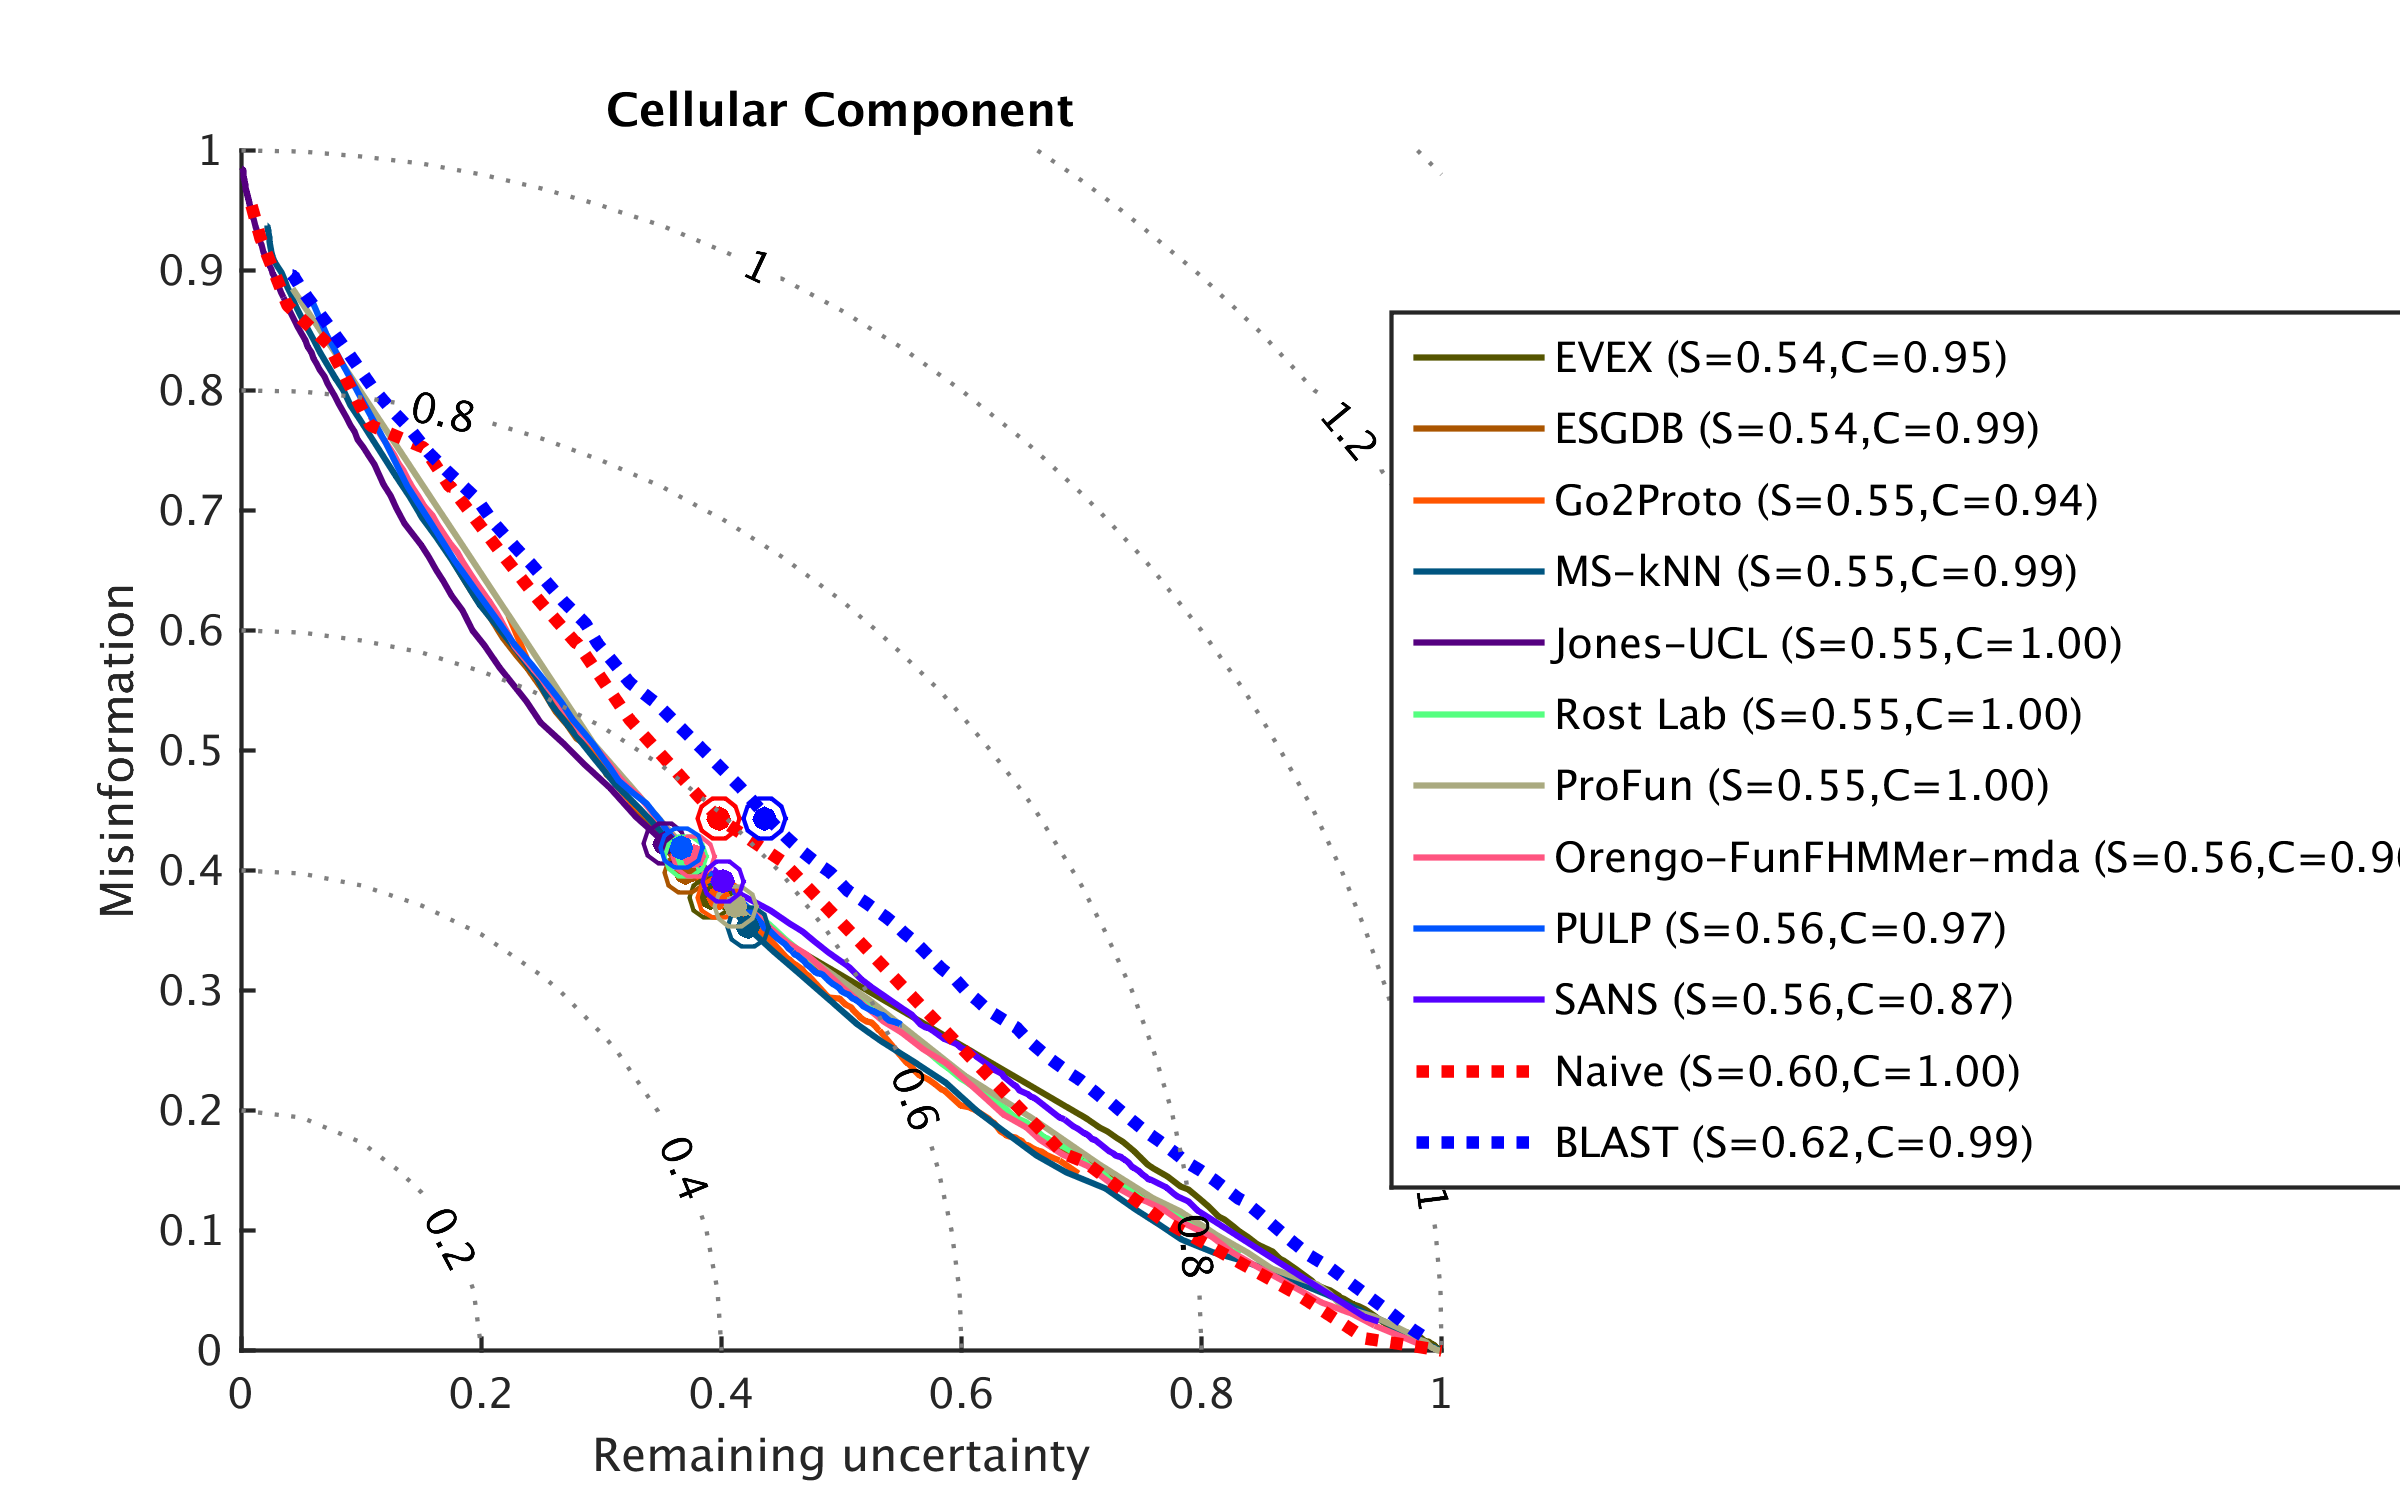 Cellular Component
1
0.9
0.8
0.7
0.6
0.5
0.4
0.3
0.2
0.1
0
0
0.2
0.4
0.6
0.8
1
Misinformation
Remaining uncertainty
1
0.8
1.2
0.6
0.4
0.2
0.8
1
EVEX (S=0.54,C=0.95)
ESGDB (S=0.54,C=0.99)
Go2Proto (S=0.55,C=0.94)
MS-kNN (S=0.55,C=0.99)
Jones-UCL (S=0.55,C=1.00)
Rost Lab (S=0.55,C=1.00)
ProFun (S=0.55,C=1.00)
Orengo-FunFHMMer-mda (S=0.56,C=0.9
PULP (S=0.56,C=0.97)
SANS (S=0.56,C=0.87)
Naive (S=0.60,C=1.00)
BLAST (S=0.62,C=0.99)